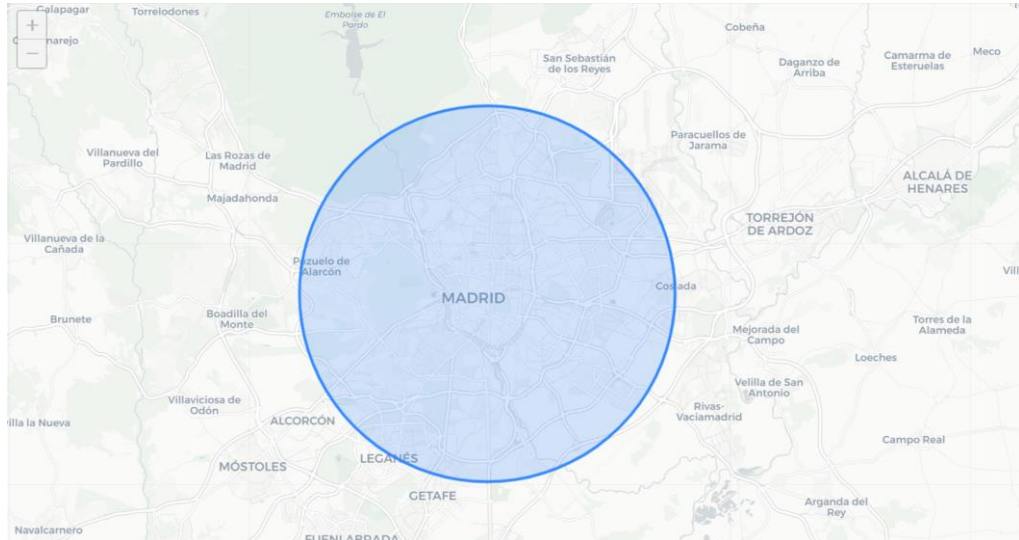 Galapagar
Torrelodones
Embalse de El
Pardo
Cobeña
+
−
San Sebastián
de los Reyes
Daganzo de
Arriba
Camarma de
Esteruelas
Meco
Villanueva del
Pardillo
Las Rozas de
Madrid
Paracuellos de
Jarama
Majadahonda
ALCALÁ DE
HENARES
TORREJÓN
DE ARDOZ
Villanueva de la
Cañada
Pozuelo de
Alarcón
Vill
Coslada
MADRID
Brunete
Boadilla del
Monte
Mejorada del
Campo
Torres de la
Alameda
Loeches
Velilla de San
Antonio
Villaviciosa de
Odón
Rivas-
Vaciamadrid
ALCORCÓN
villa la Nueva
Campo Real
LEGANÉS
MÓSTOLES
GETAFE
Arganda del
Rey
Navalcarnero
FUENLABRADA